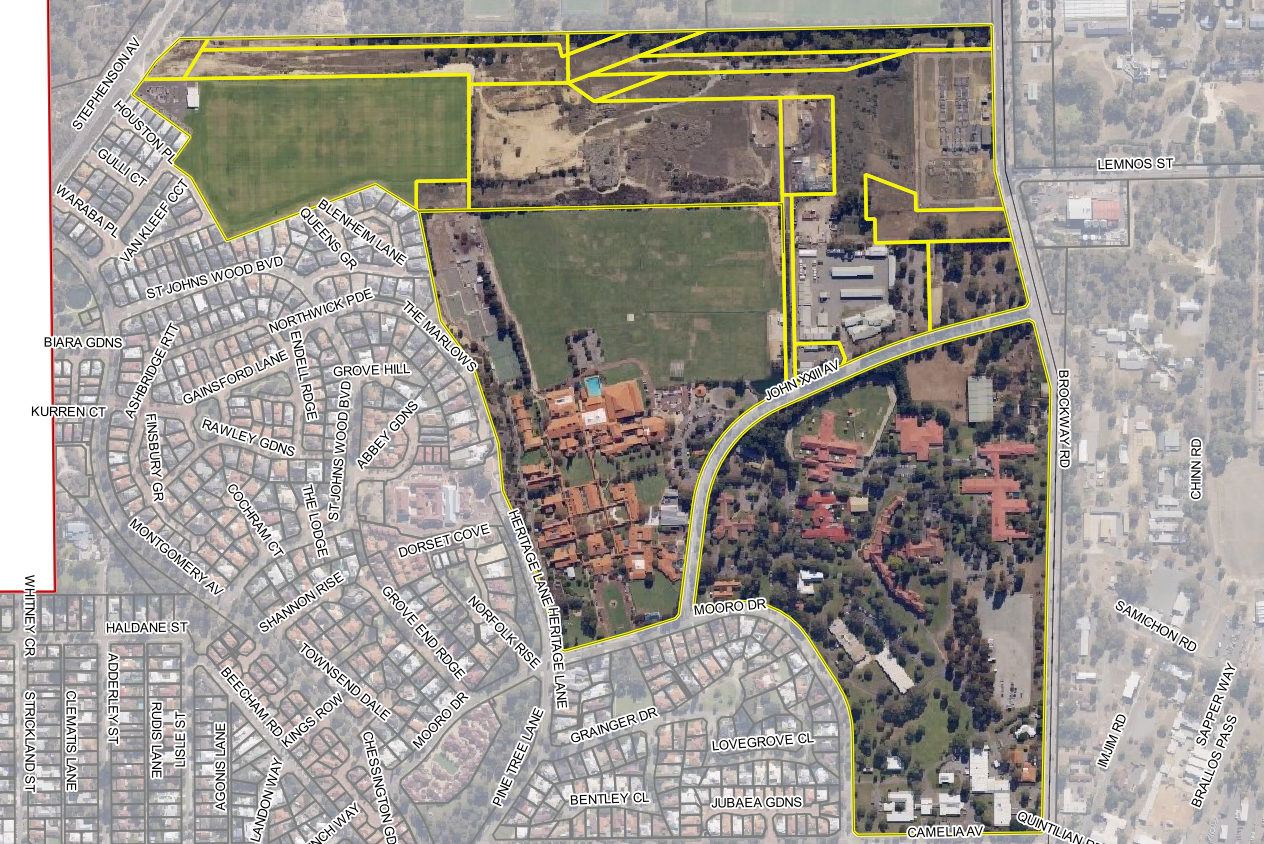 STEPHENSON AV
HOUSTON PL
GULLI CT
WARABA PL
VAN KLEEF CCT
LEMNOS ST
BLENHEIM LANE
QUEENS GR
ST JOHNS WOOD BVD
NORTHWICK PDE
THE MARLOWS
BIARA GDNS
ASHBRIDGE RTT
GAINSFORD LANE
ENDELL RDGE
GROVE HILL
JOHN XXIII AV
BROCKWAY RD
KURREN CT
FINSBURY GR
RAWLEY GDNS
ST JOHNS WOOD BVD
ABBEY GDNS
CHINN RD
COCHRAM CT
THE LODGE
MONTGOMERY AV
DORSET COVE
HERITAGE LANE
HERITAGE LANE
WHITNEY CR
HALDANE ST
SHANNON RISE
GROVE END RDGE
NORFOLK RISE
MOORO DR
SAMICHON RD
STRICKLAND ST
CLEMATIS LANE
ADDERLEY ST
RUBIS LANE
LISLE ST
AGONIS LANE
BEECHAM RD
TOWNSEND DALE
KINGS ROW
MOORO DR
CHESSINGTON GD
LANDON WAY
NCH WAY
PINE TREE LANE
GRAINGER DR
LOVEGROVE CL
BENTLEY CL
JUBAEA GDNS
IMJIM RD
SAPPER WAY
BRALLOS PASS
CAMELIA AV
QUINTILIAN